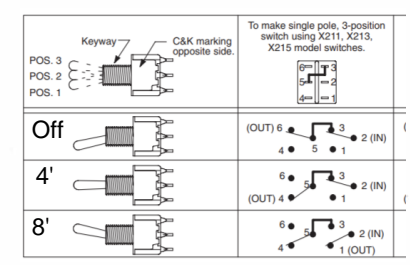 To make single pole, 3-position
switch using X211, X213,
X215 model switches.
Keyway
C&K marking
opposite side.
POS. 3
POS. 2
POS. 1
6 3
5 2
4 1
Off
(OUT) 6 3
2 (IN)
4 5 1
4'
6 3
5 2 (IN)
(OUT) 4 1
8'
6 3
5 2 (IN)
4 1 (OUT)